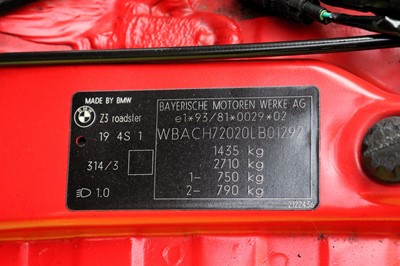 MADE BY BMW
Z3 roadster
19 4S 1
314/3
1.0
BAYERISCHE MOTOREN WERKE AG
e1*93/81*0029*02
WBACH72020LB01292
1435 kg
2710 kg
1- 750 kg
2- 790 kg